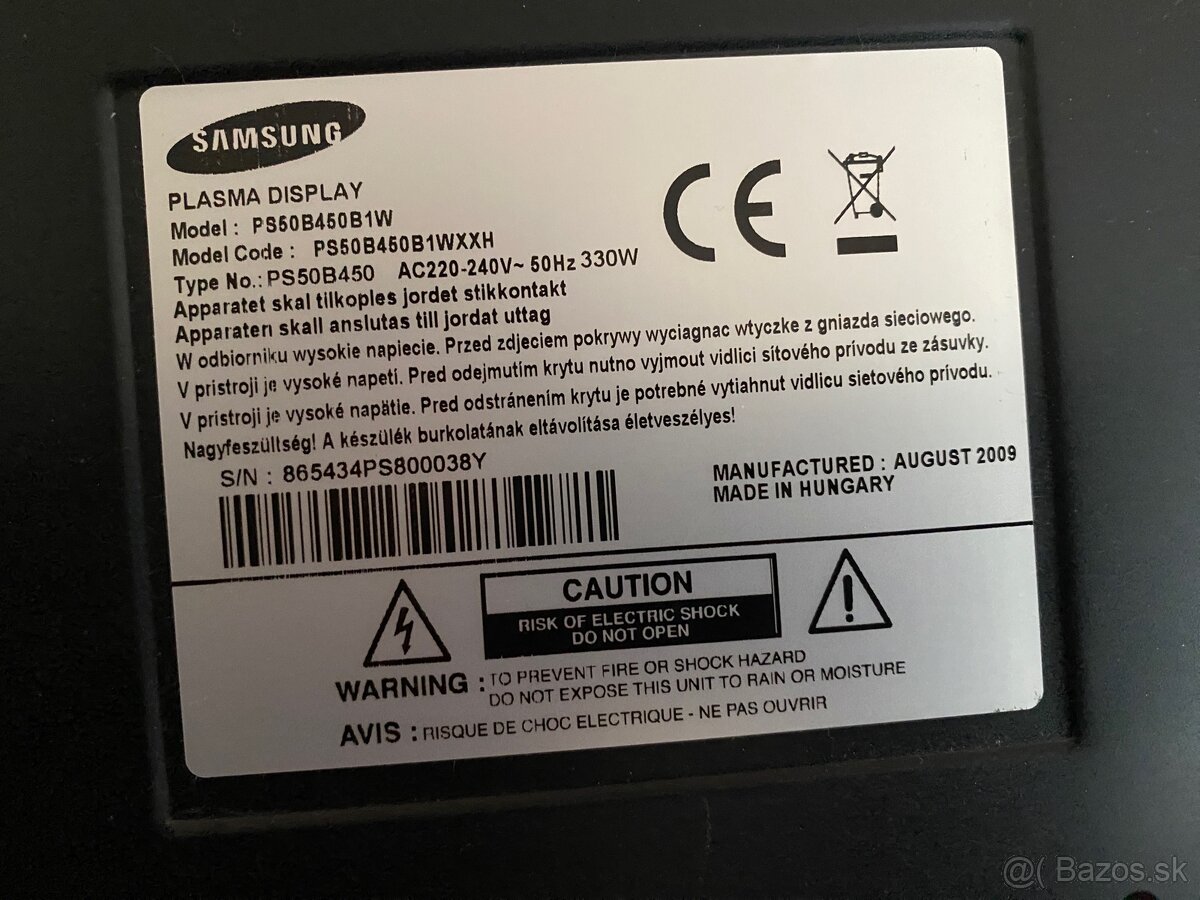 SAMSUNG
PLASMA DISPLAY
Model : PS50B450B1W
Model Code : PS50B450B1WXXH
Type No.: PS50B450 AC220-240V~ 50Hz 330W
Apparatet skal tilkoples jordet stikkontakt
Apparaten skall anslutas till jordat uttag
W odbiorniku wysokie napiecie. Przed zdjeciem pokrywy wyciagnac wtyczke z gniazda sieciowego.
V pristroji je vysoké napetí. Pred odejmutím krytu nutno vyjmout vidlici sítového prívodu ze zásuvky.
V prístroji je vysoké napätie. Pred odstránením krytu je potrebné vytiahnut vidlicu sietového prívodu.
Nagyfeszültség! A készülék burkolatának eltávolítása életveszélyes!
S/N : 865434PS800038Y
MANUFACTURED : AUGUST 2009
MADE IN HUNGARY
CE
CAUTION
RISK OF ELECTRIC SHOCK
DO NOT OPEN
WARNING : TO PREVENT FIRE OR SHOCK HAZARD
DO NOT EXPOSE THIS UNIT TO RAIN OR MOISTURE
AVIS : RISQUE DE CHOC ELECTRIQUE - NE PAS OUVRIR
@( Bazos.sk